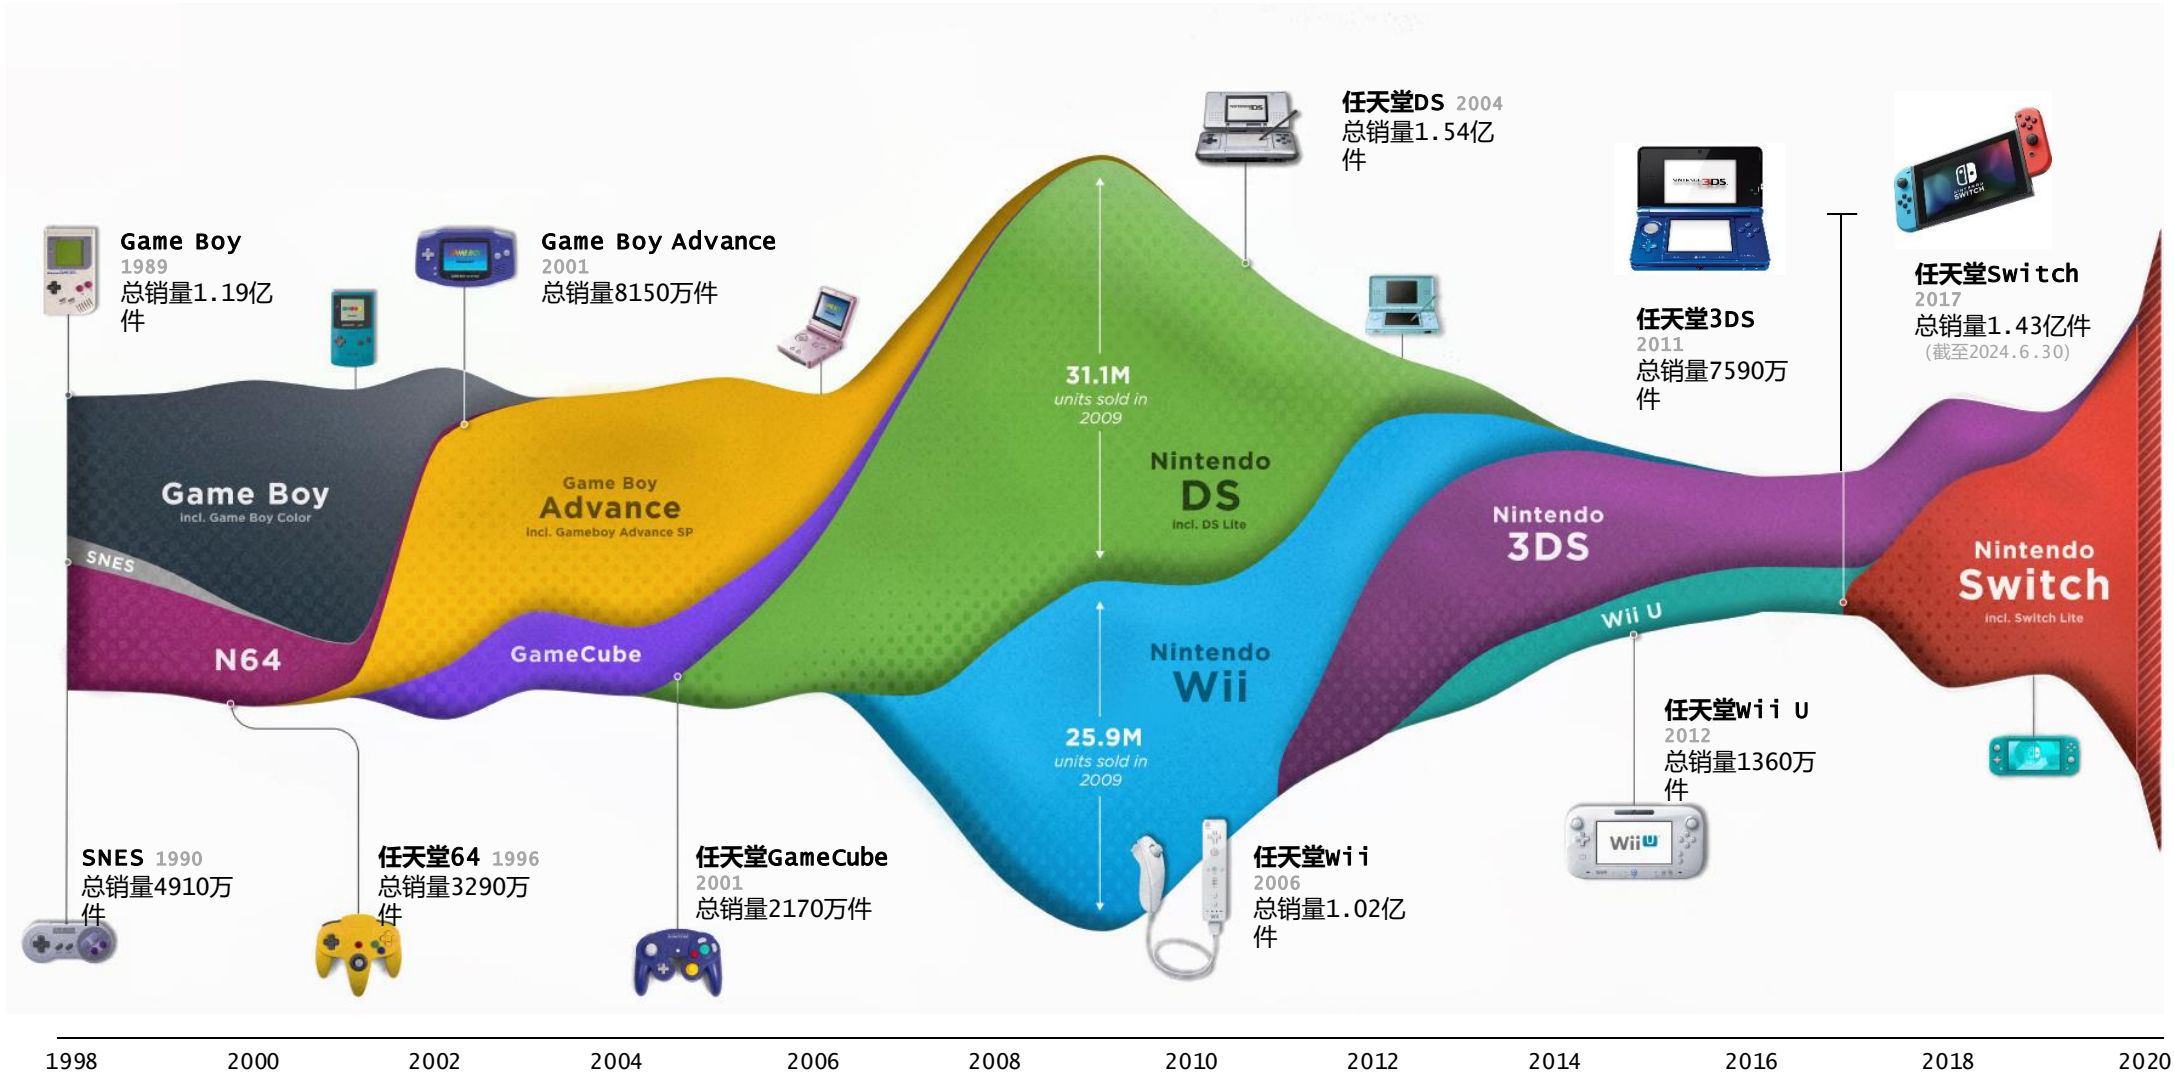 任天堂DS 2004
总销量1.54亿
件
Game Boy
1989
总销量1.19亿
件
Game Boy Advance
2001
总销量8150万件
任天堂3DS
2011
总销量7590万
件
任天堂Switch
2017
总销量1.43亿件
(截至2024.6.30)
NINTENDO 3DS
NINTENDO
SWITCH
31.1M
units sold in
2009
Nintendo
DS
incl. DS Lite
Game Boy
incl. Game Boy Color
Game Boy
Advance
incl. Gameboy Advance SP
SNES
N64
GameCube
Nintendo
Wii
25.9M
units sold in
2009
Nintendo
3DS
Wii U
Nintendo
Switch
incl. Switch Lite
任天堂Wii U
2012
总销量1360万
件
Wii U
SNES 1990
总销量4910万
件
任天堂64 1996
总销量3290万
件
任天堂GameCube
2001
总销量2170万件
任天堂Wii
2006
总销量1.02亿
件
1998 2000 2002 2004 2006 2008 2010 2012 2014 2016 2018 2020